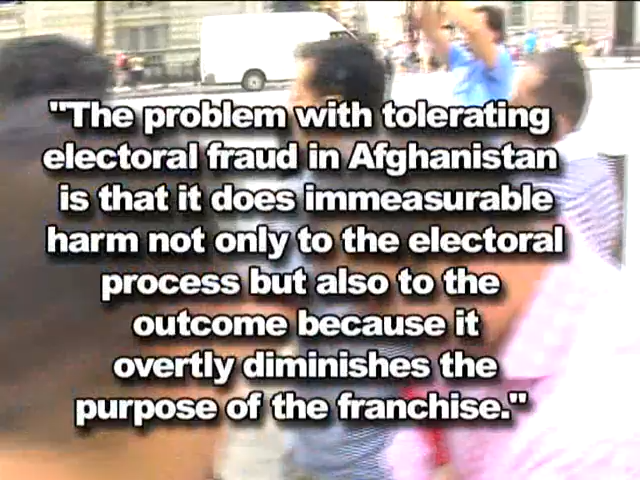 "The problem with tolerating
electoral fraud in Afghanistan
is that it does immeasurable
harm not only to the electoral
process but also to the
outcome because it
overtly diminishes the
purpose of the franchise."